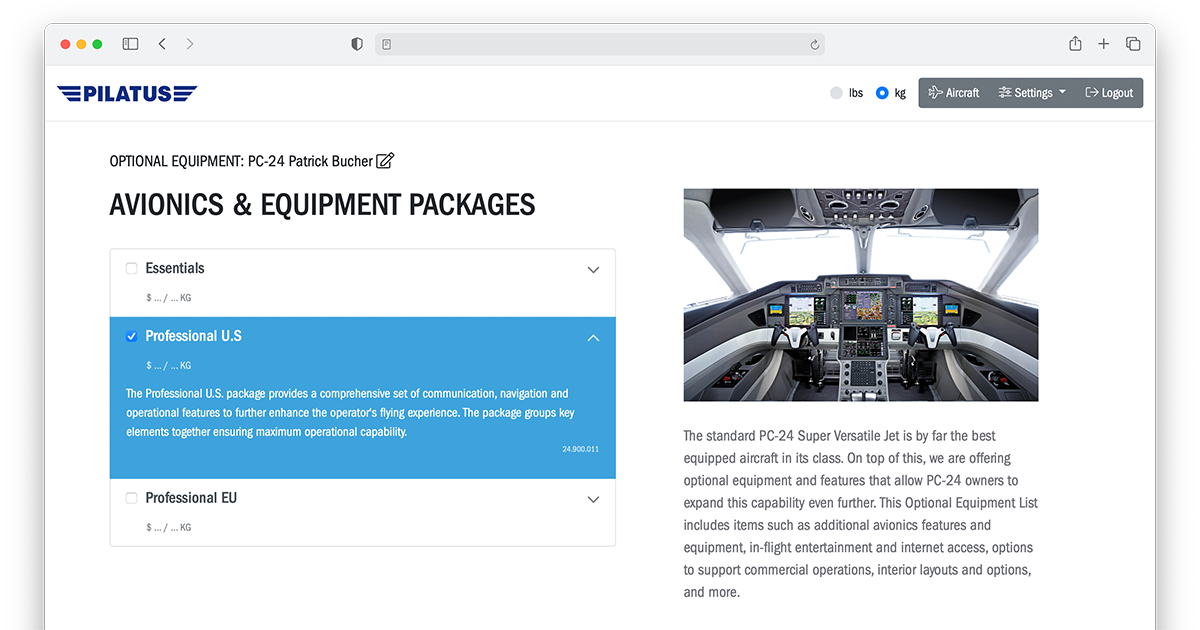 PILATUS
lbs kg Aircraft Settings Logout
OPTIONAL EQUIPMENT: PC-24 Patrick Bucher
AVIONICS & EQUIPMENT PACKAGES
Essentials
$ ... / ... KG
Professional U.S
$ ... / ... KG
The Professional U.S. package provides a comprehensive set of communication, navigation and
operational features to further enhance the operator's flying experience. The package groups key
elements together ensuring maximum operational capability.
24.900.011
Professional EU
$ ... / ... KG
The standard PC-24 Super Versatile Jet is by far the best
equipped aircraft in its class. On top of this, we are offering
optional equipment and features that allow PC-24 owners to
expand this capability even further. This Optional Equipment List
includes items such as additional avionics features and
equipment, in-flight entertainment and internet access, options
to support commercial operations, interior layouts and options,
and more.